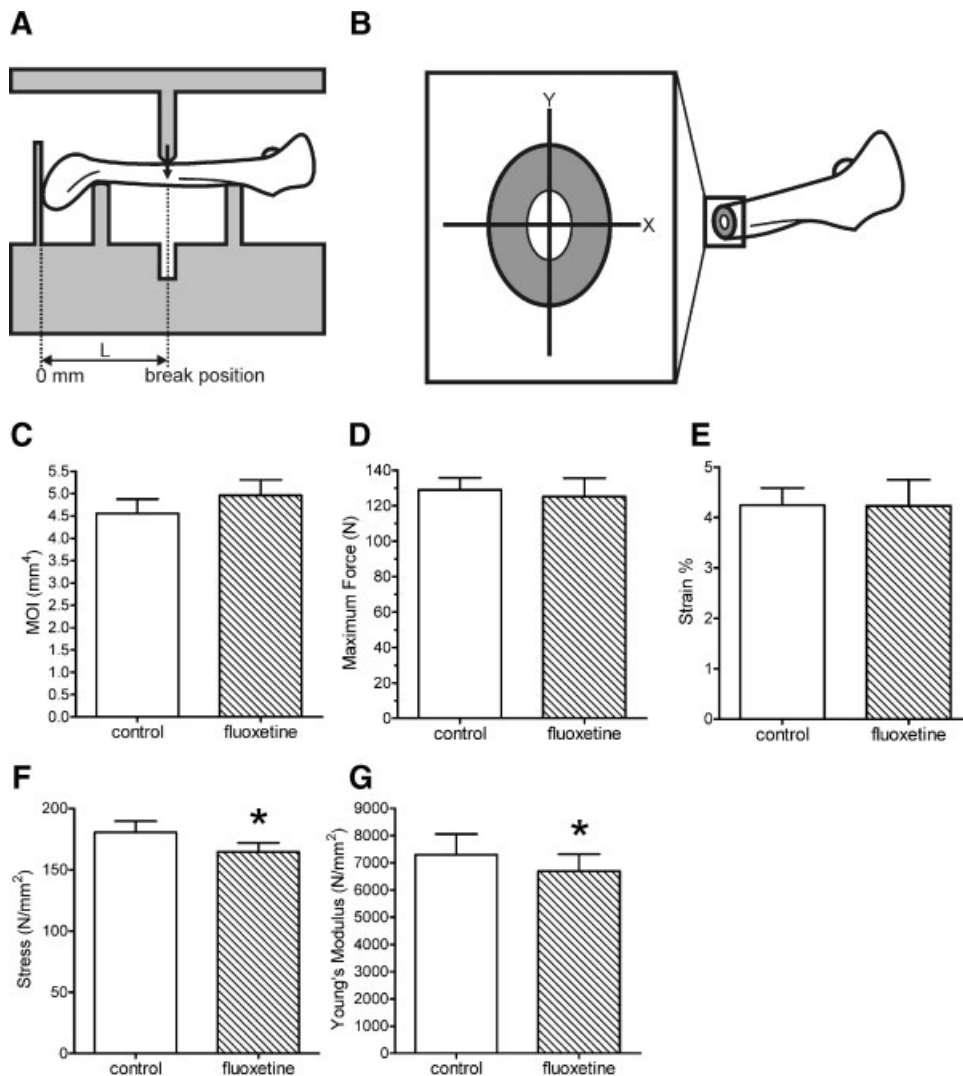 A
B
L
0 mm
break position
Y
X
C
D
E
MOI (mm⁴)
5.5
5.0
4.5
4.0
3.5
3.0
2.5
2.0
1.5
1.0
0.5
0.0
control
fluoxetine
Maximum Force (N)
140
120
100
80
60
40
20
0
control
fluoxetine
Strain %
5
4
3
2
1
0
control
fluoxetine
F
G
Stress (N/mm²)
200
150
100
50
0
*
control
fluoxetine
Young's Modulus (N/mm²)
9000
8000
7000
6000
5000
4000
3000
2000
1000
0
*
control
fluoxetine